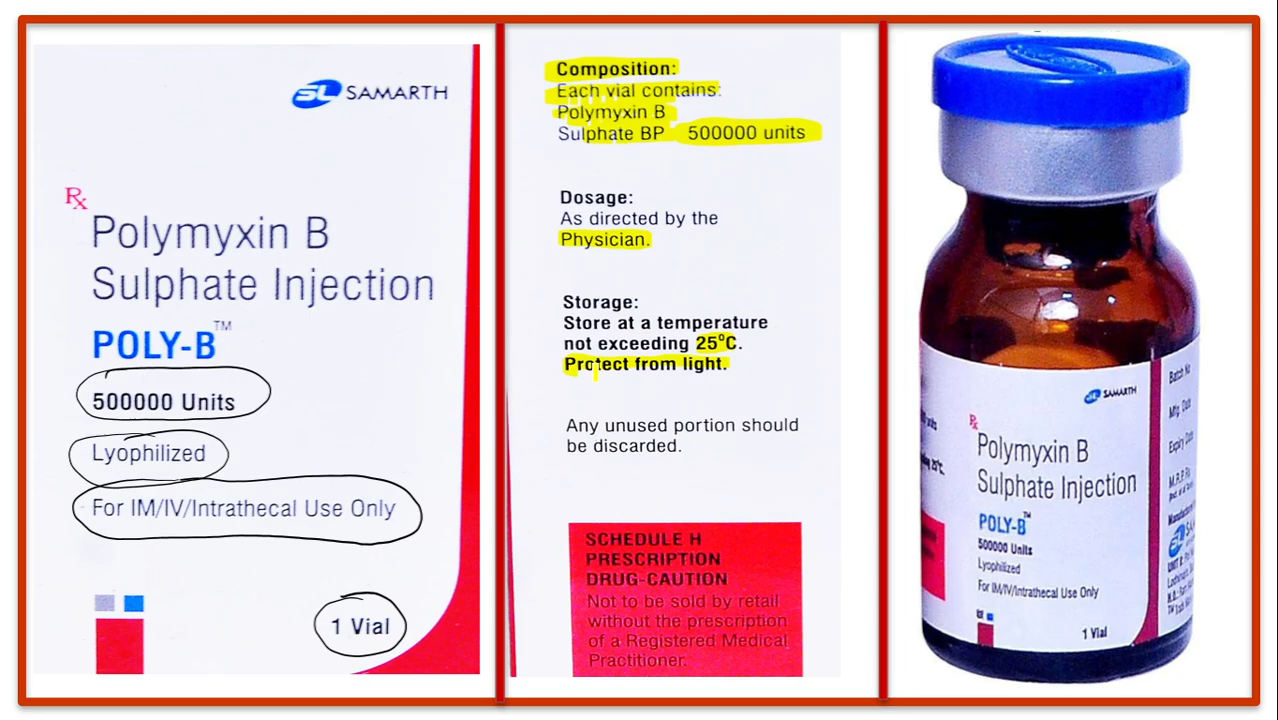 SL SAMARTH
Rx
Polymyxin B
Sulphate Injection
POLY-B™
500000 Units
Lyophilized
For IM/IV/Intrathecal Use Only
1 Vial
Composition:
Each vial contains:
Polymyxin B
Sulphate BP 500000 units
Dosage:
As directed by the
Physician.
Storage:
Store at a temperature
not exceeding 25°C.
Protect from light.
Any unused portion should
be discarded.
SCHEDULE H
PRESCRIPTION
DRUG-CAUTION
Not to be sold by retail
without the prescription
of a Registered Medical
Practitioner.
SL SAMARTH
Rx
Polymyxin B
Sulphate Injection
POLY-B™
500000 Units
Lyophilized
For IM/IV/Intrathecal Use Only
1 Vial
Batch No
Mfg. Date
Expiry Date